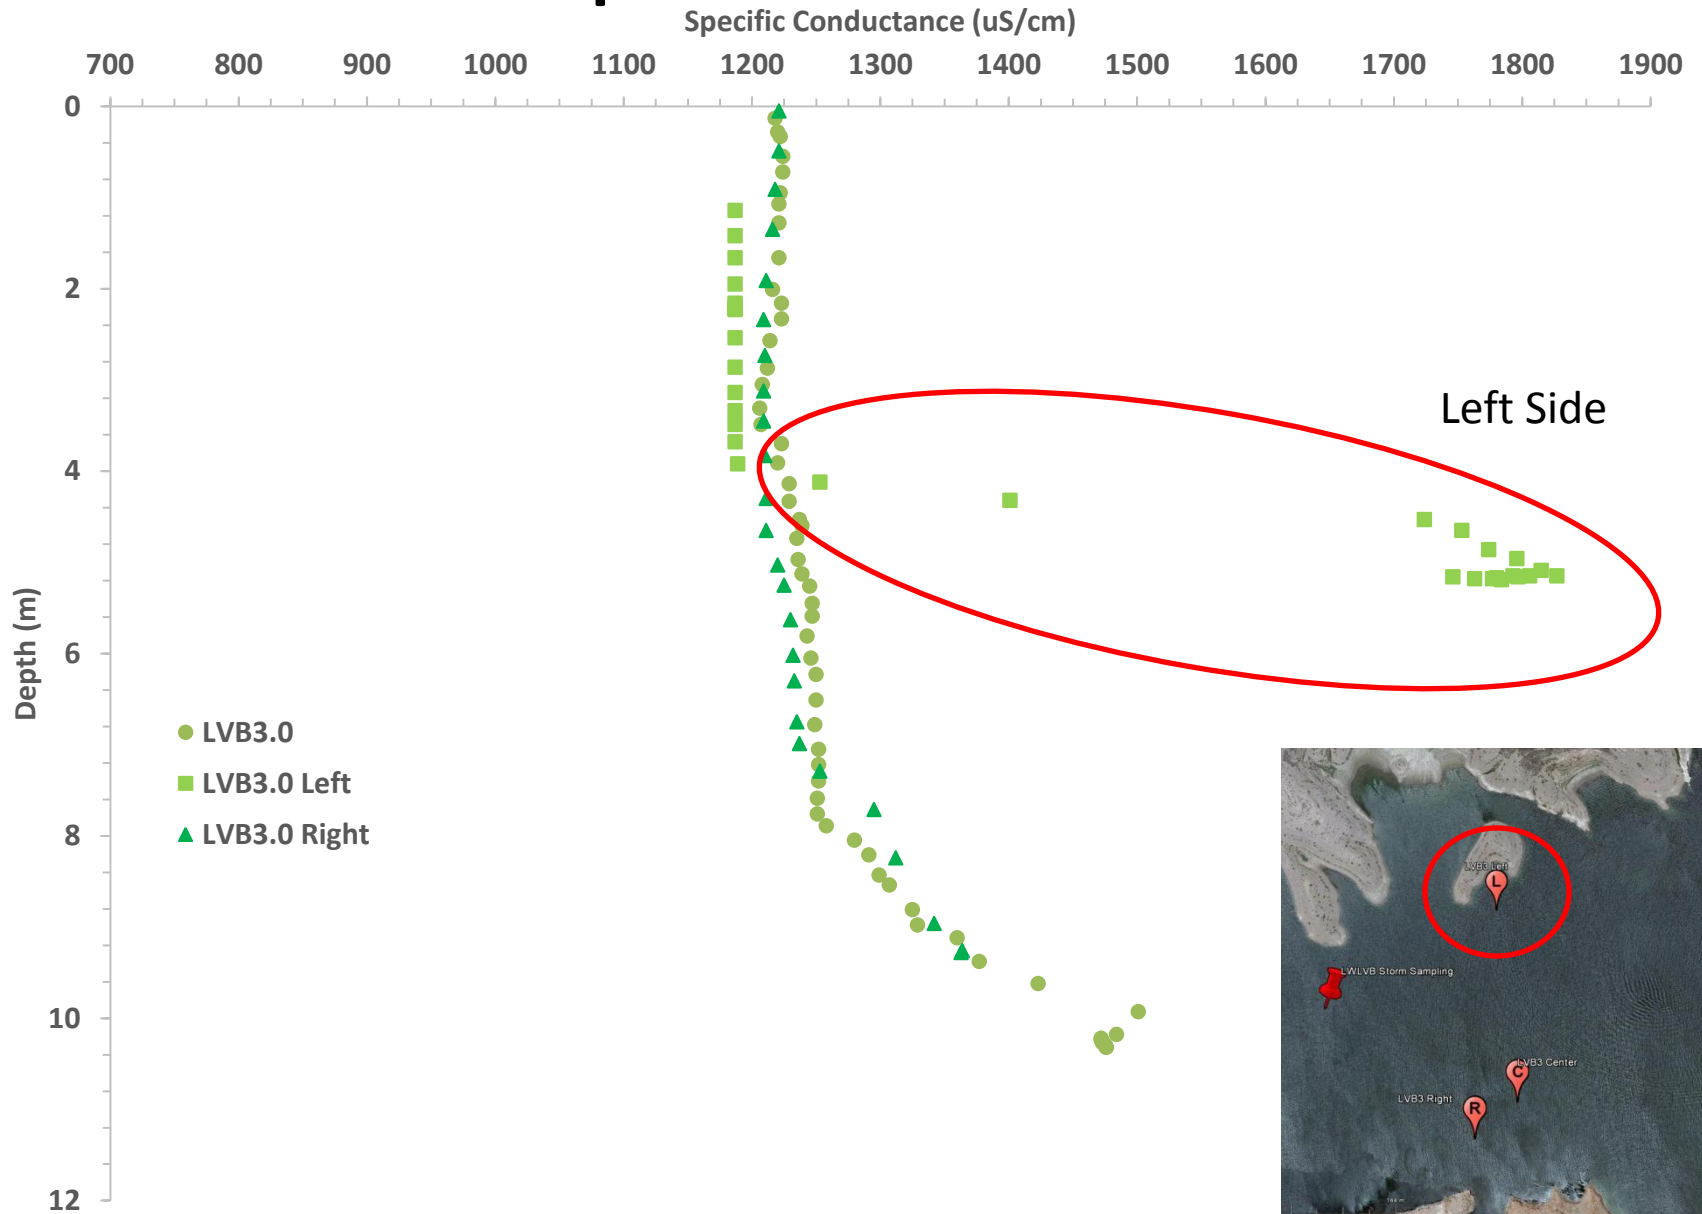 Specific Conductance (uS/cm)
700 800 900 1000 1100 1200 1300 1400 1500 1600 1700 1800 1900
0
2
4
6
8
10
12
Depth (m)
Left Side
LVB3.0
LVB3.0 Left
LVB3.0 Right
LVB3 Left
L
LWLVB Storm Sampling
LVB3 Center
C
LVB3 Right
R